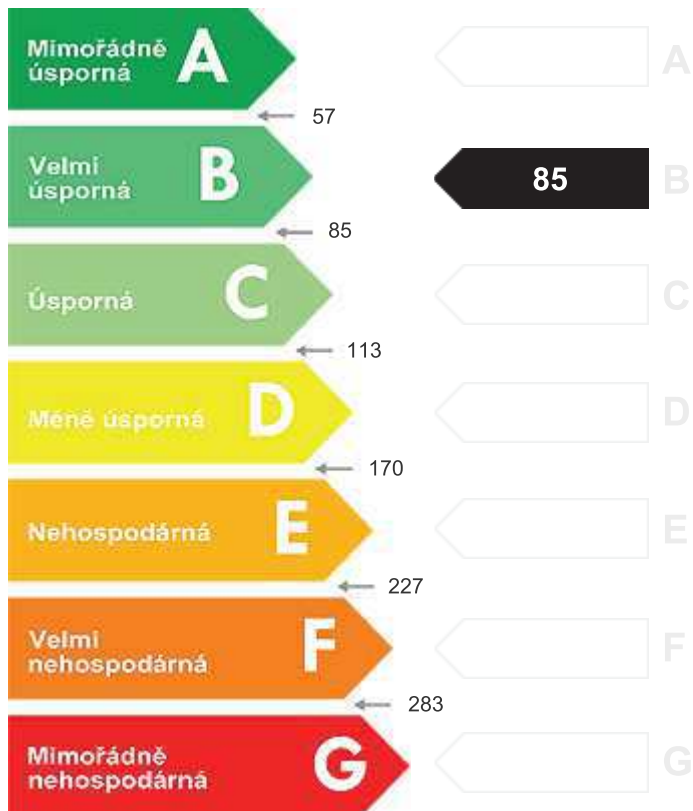 Mimořádně
úsporná
A
A
57
Velmi
úsporná
B
85
B
85
Úsporná
C
C
113
Méně úsporná
D
D
170
Nehospodárná
E
E
227
Velmi
nehospodárná
F
F
283
Mimořádně
nehospodárná
G
G